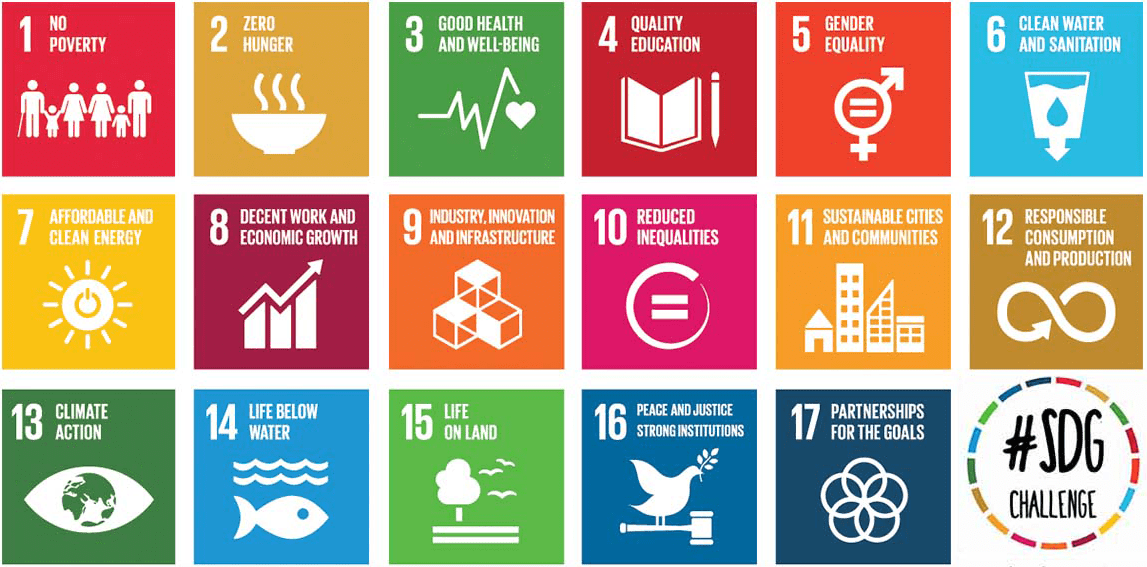 1 NO
POVERTY
2 ZERO
HUNGER
3 GOOD HEALTH
AND WELL-BEING
4 QUALITY
EDUCATION
5 GENDER
EQUALITY
6 CLEAN WATER
AND SANITATION
7 AFFORDABLE AND
CLEAN ENERGY
8 DECENT WORK AND
ECONOMIC GROWTH
9 INDUSTRY, INNOVATION
AND INFRASTRUCTURE
10 REDUCED
INEQUALITIES
11 SUSTAINABLE CITIES
AND COMMUNITIES
12 RESPONSIBLE
CONSUMPTION
AND PRODUCTION
13 CLIMATE
ACTION
14 LIFE BELOW
WATER
15 LIFE
ON LAND
16 PEACE AND JUSTICE
STRONG INSTITUTIONS
17 PARTNERSHIPS
FOR THE GOALS
#SDG
CHALLENGE